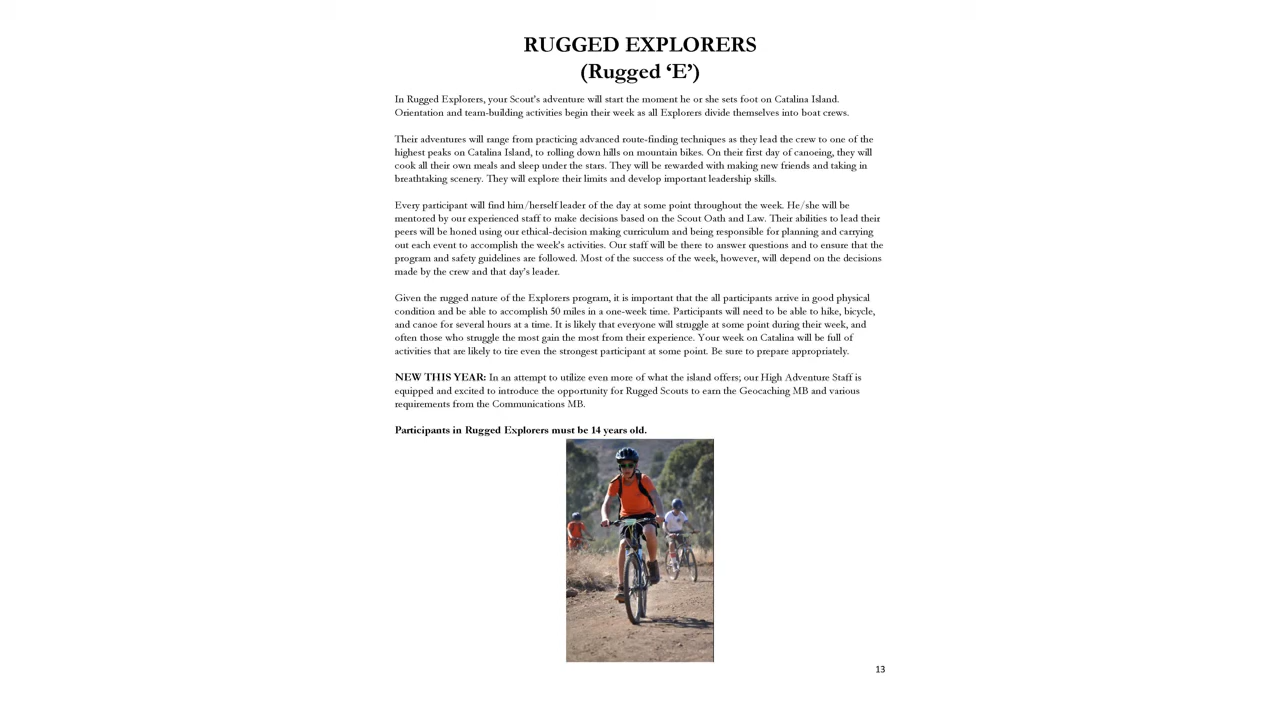 RUGGED EXPLORERS
(Rugged ‘E’)
In Rugged Explorers, your Scout’s adventure will start the moment he or she sets foot on Catalina Island.
Orientation and team-building activities begin their week as all Explorers divide themselves into boat crews.
Their adventures will range from practicing advanced route-finding techniques as they lead the crew to one of the
highest peaks on Catalina Island, to rolling down hills on mountain bikes. On their first day of canoeing, they will
cook all their own meals and sleep under the stars. They will be rewarded with making new friends and taking in
breathtaking scenery. They will explore their limits and develop important leadership skills.
Every participant will find him/herself leader of the day at some point throughout the week. He/she will be
mentored by our experienced staff to make decisions based on the Scout Oath and Law. Their abilities to lead their
peers will be honed using our ethical-decision making curriculum and being responsible for planning and carrying
out each event to accomplish the week’s activities. Our staff will be there to answer questions and to ensure that the
program and safety guidelines are followed. Most of the success of the week, however, will depend on the decisions
made by the crew and that day’s leader.
Given the rugged nature of the Explorers program, it is important that the all participants arrive in good physical
condition and be able to accomplish 50 miles in a one-week time. Participants will need to be able to hike, bicycle,
and canoe for several hours at a time. It is likely that everyone will struggle at some point during their week, and
often those who struggle the most gain the most from their experience. Your week on Catalina will be full of
activities that are likely to tire even the strongest participant at some point. Be sure to prepare appropriately.
NEW THIS YEAR: In an attempt to utilize even more of what the island offers; our High Adventure Staff is
equipped and excited to introduce the opportunity for Rugged Scouts to earn the Geocaching MB and various
requirements from the Communications MB.
Participants in Rugged Explorers must be 14 years old.
13